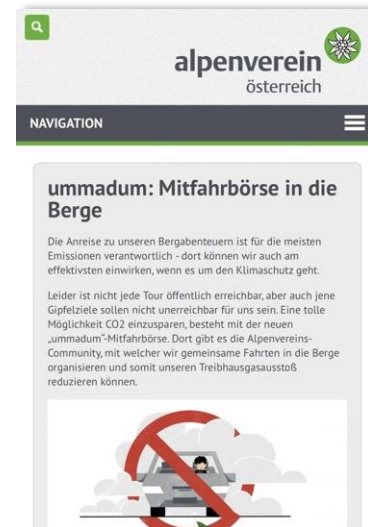 alpenverein
österreich
NAVIGATION
ummadum: Mitfahrbörse in die
Berge
Die Anreise zu unseren Bergabenteuern ist für die meisten
Emissionen verantwortlich - dort können wir auch am
effektivsten einwirken, wenn es um den Klimaschutz geht.
Leider ist nicht jede Tour öffentlich erreichbar, aber auch jene
Gipfelziele sollen nicht unerreichbar für uns sein. Eine tolle
Möglichkeit CO2 einzusparen, besteht mit der neuen
„ummadum“-Mitfahrbörse. Dort gibt es die Alpenvereins-
Community, mit welcher wir gemeinsame Fahrten in die Berge
organisieren und somit unseren Treibhausgasausstoß
reduzieren können.